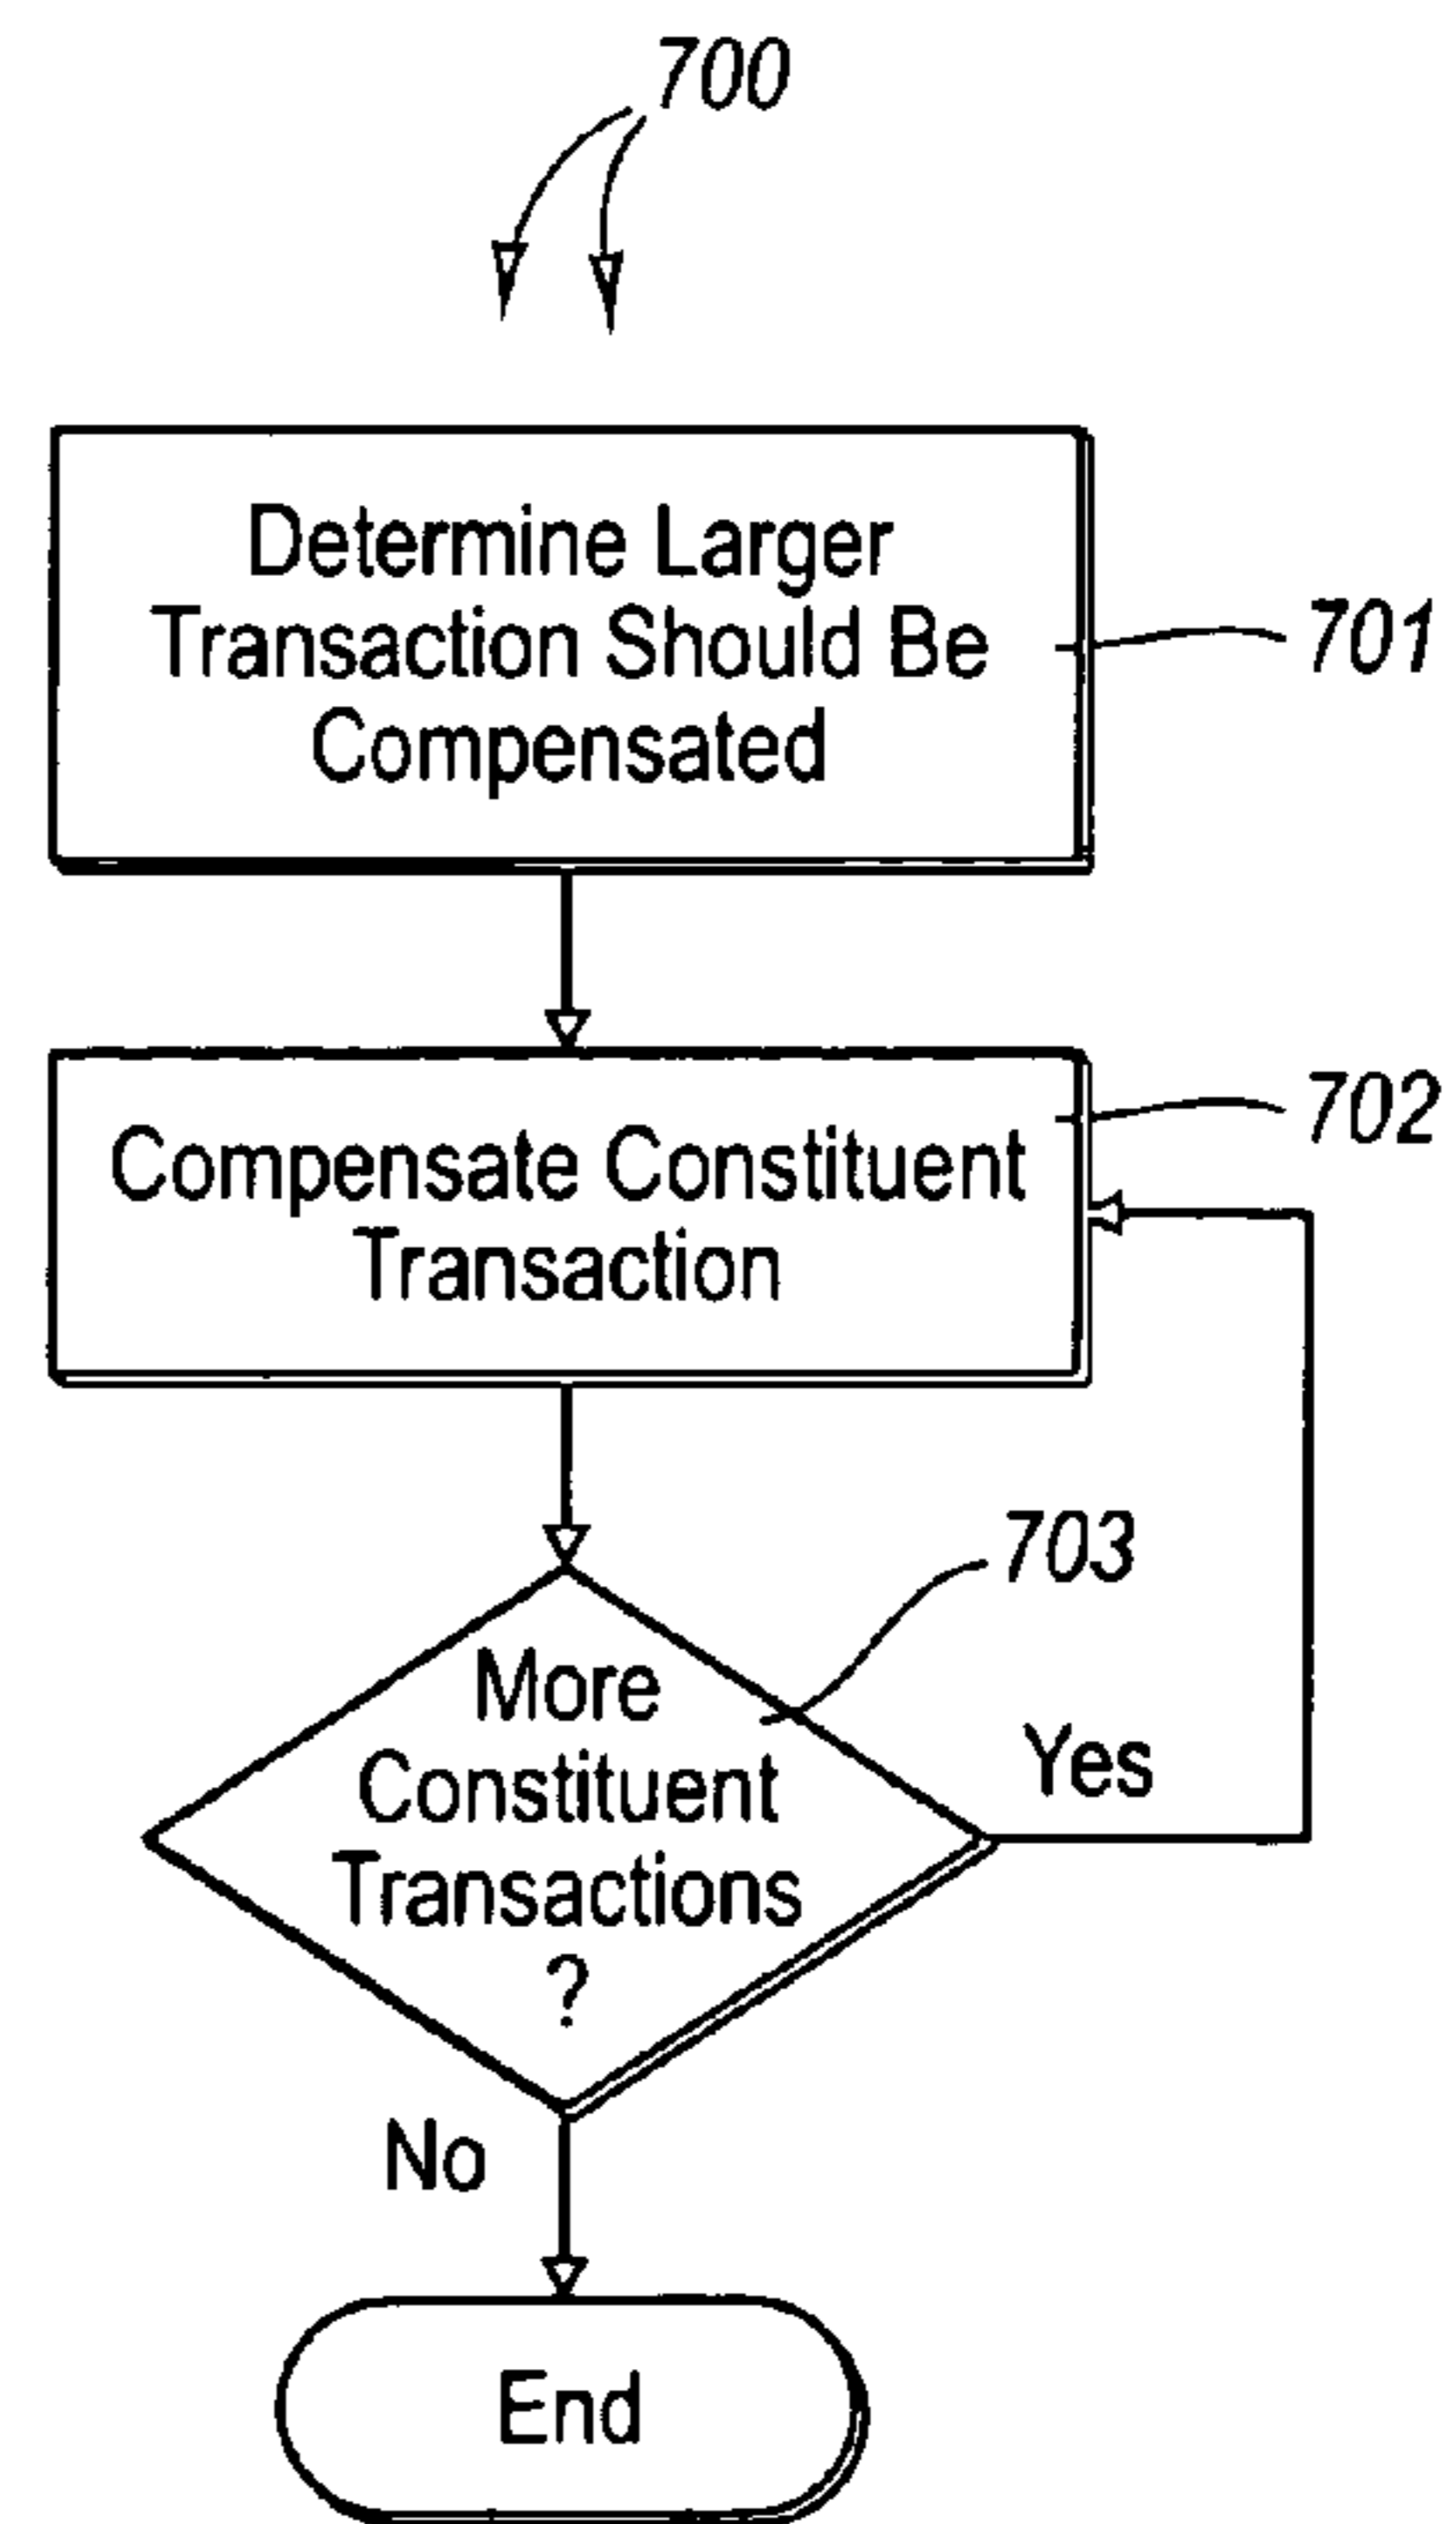 700
Determine Larger
Transaction Should Be
Compensated
701
702
Compensate Constituent
Transaction
703
More
Constituent
Transactions
?
Yes
No
End